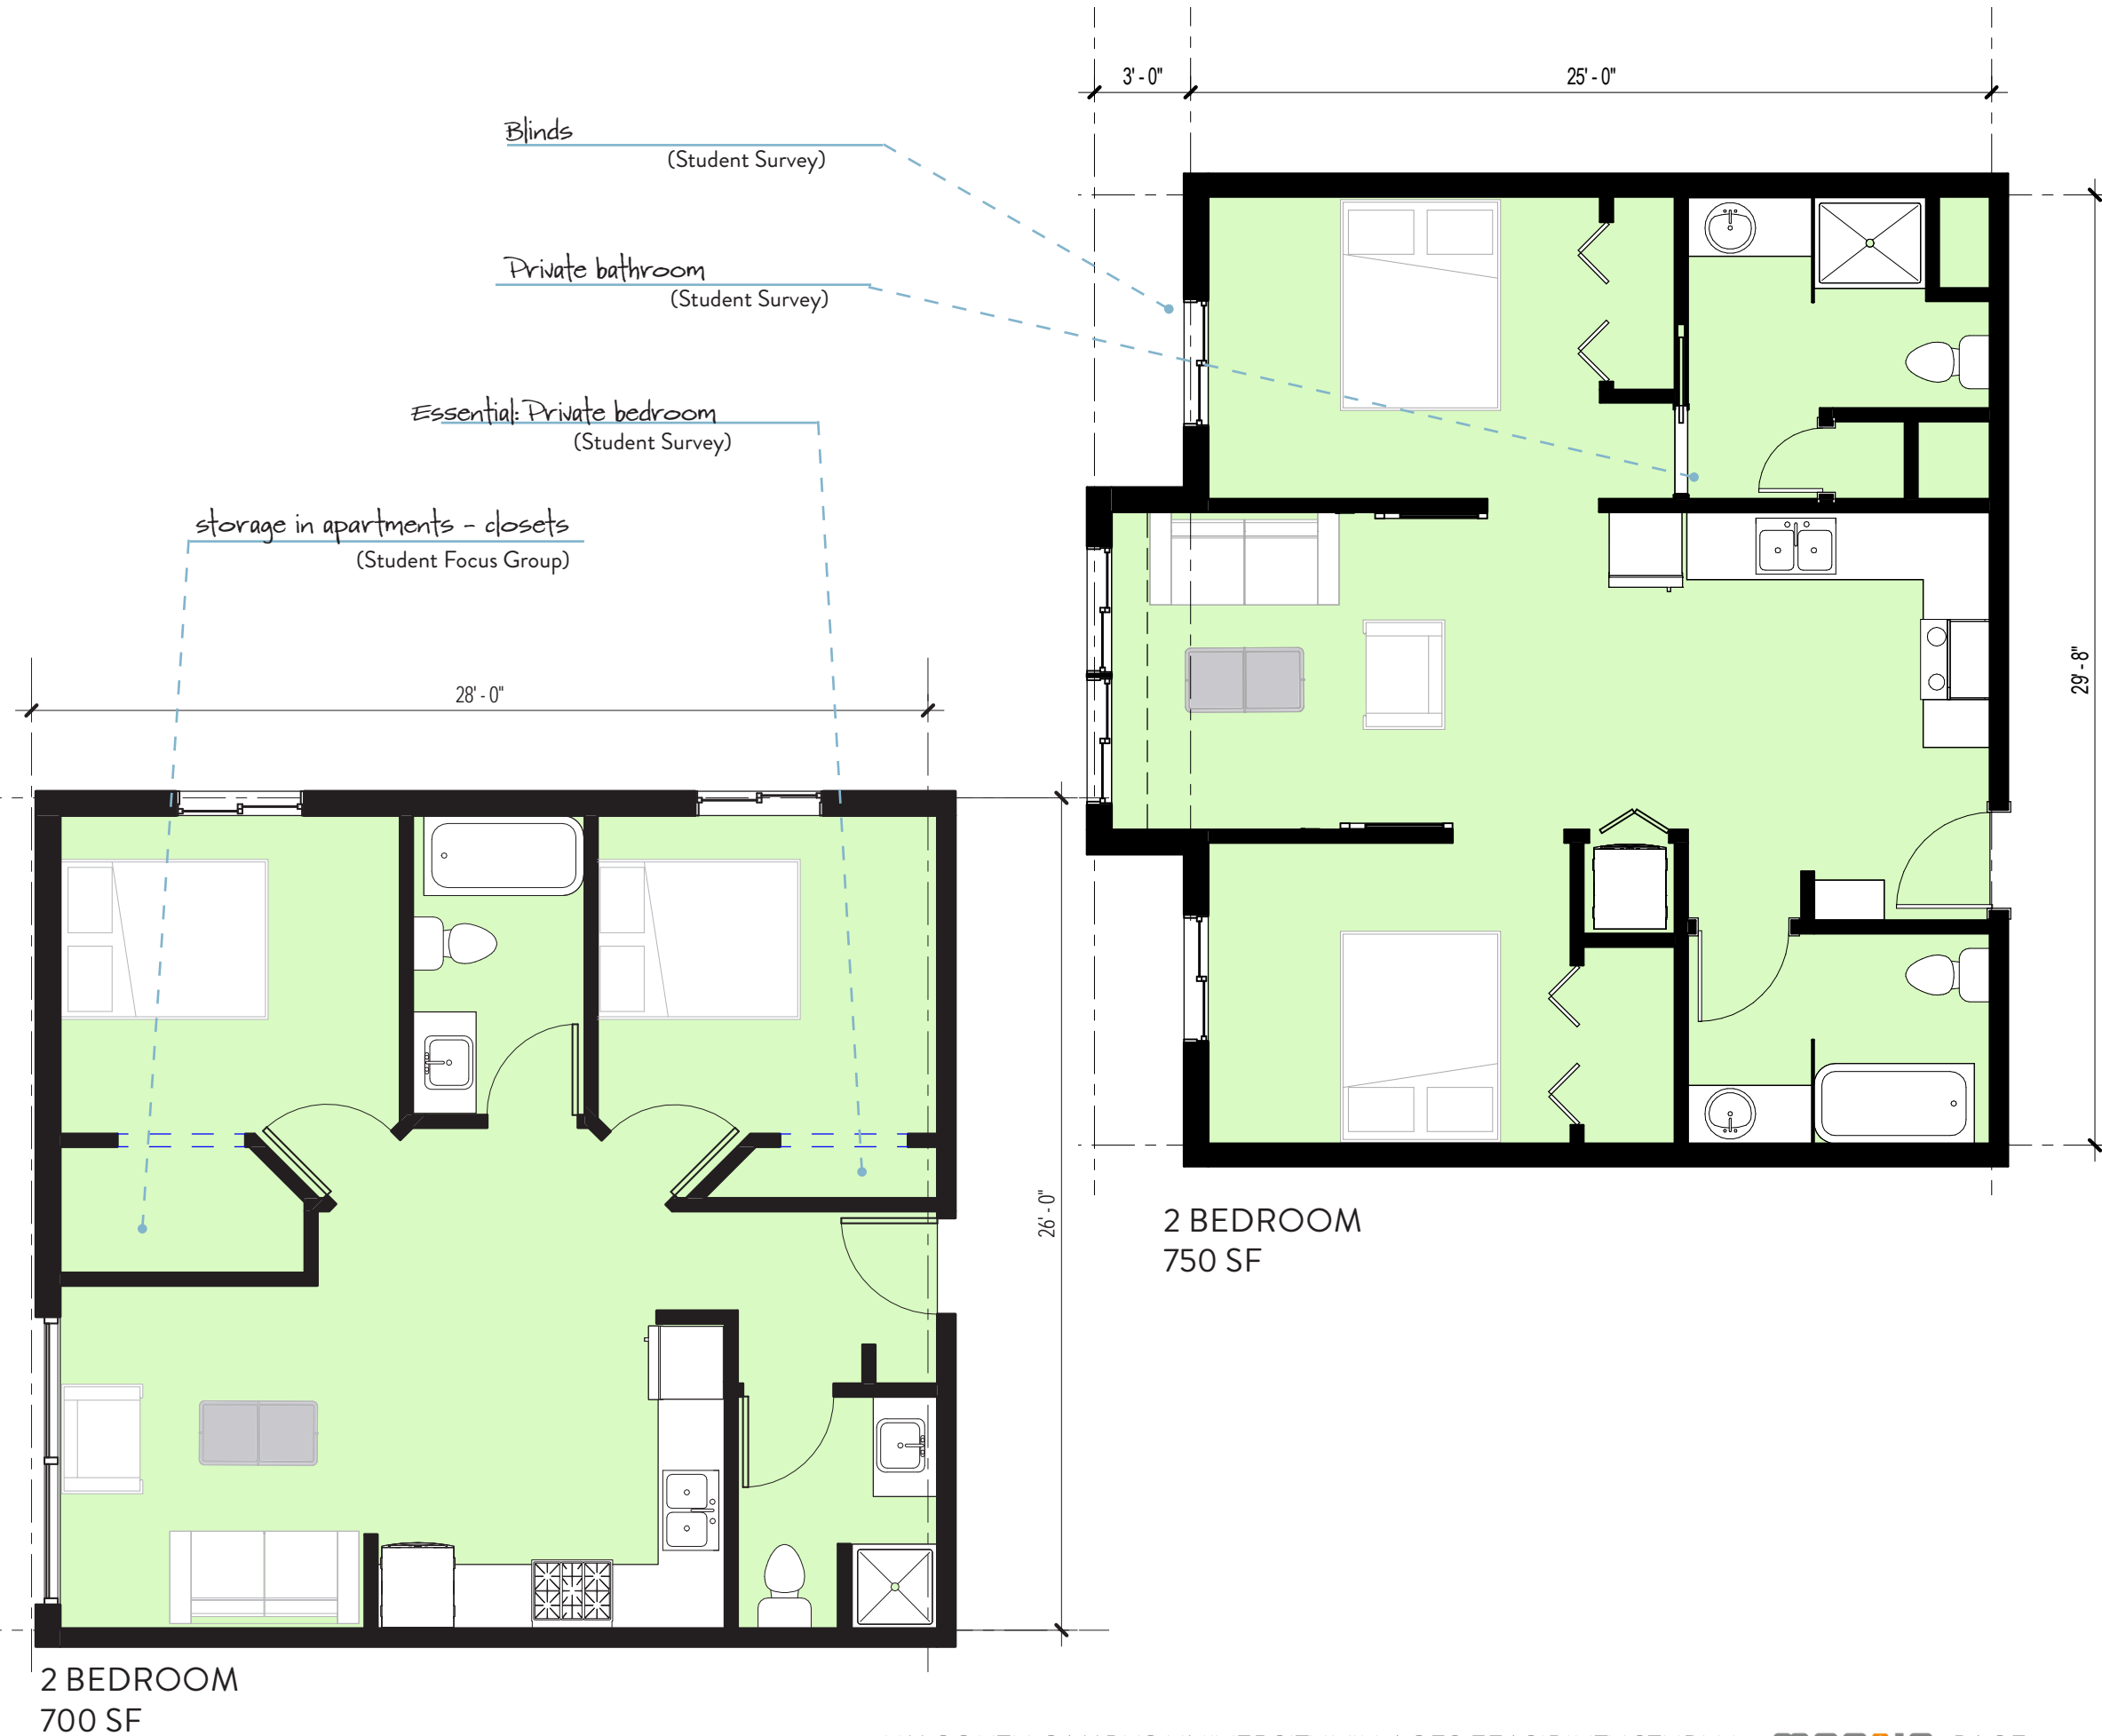 3' - 0"
25' - 0"
Blinds
(Student Survey)
Private bathroom
(Student Survey)
Essential: Private bedroom
(Student Survey)
storage in apartments - closets
(Student Focus Group)
28' - 0"
29' - 8"
26' - 0"
2 BEDROOM
750 SF
2 BEDROOM
700 SF